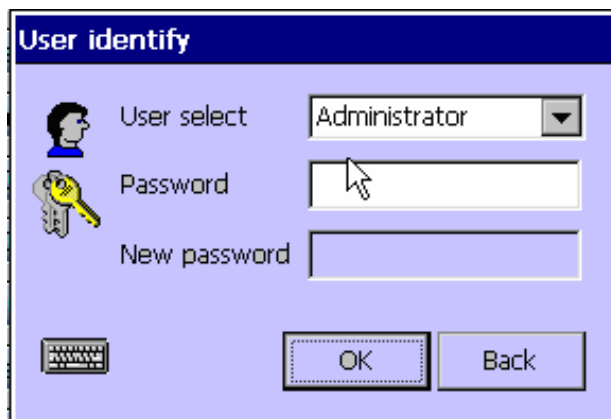 User identify
User select Administrator
Password
New password
OK Back